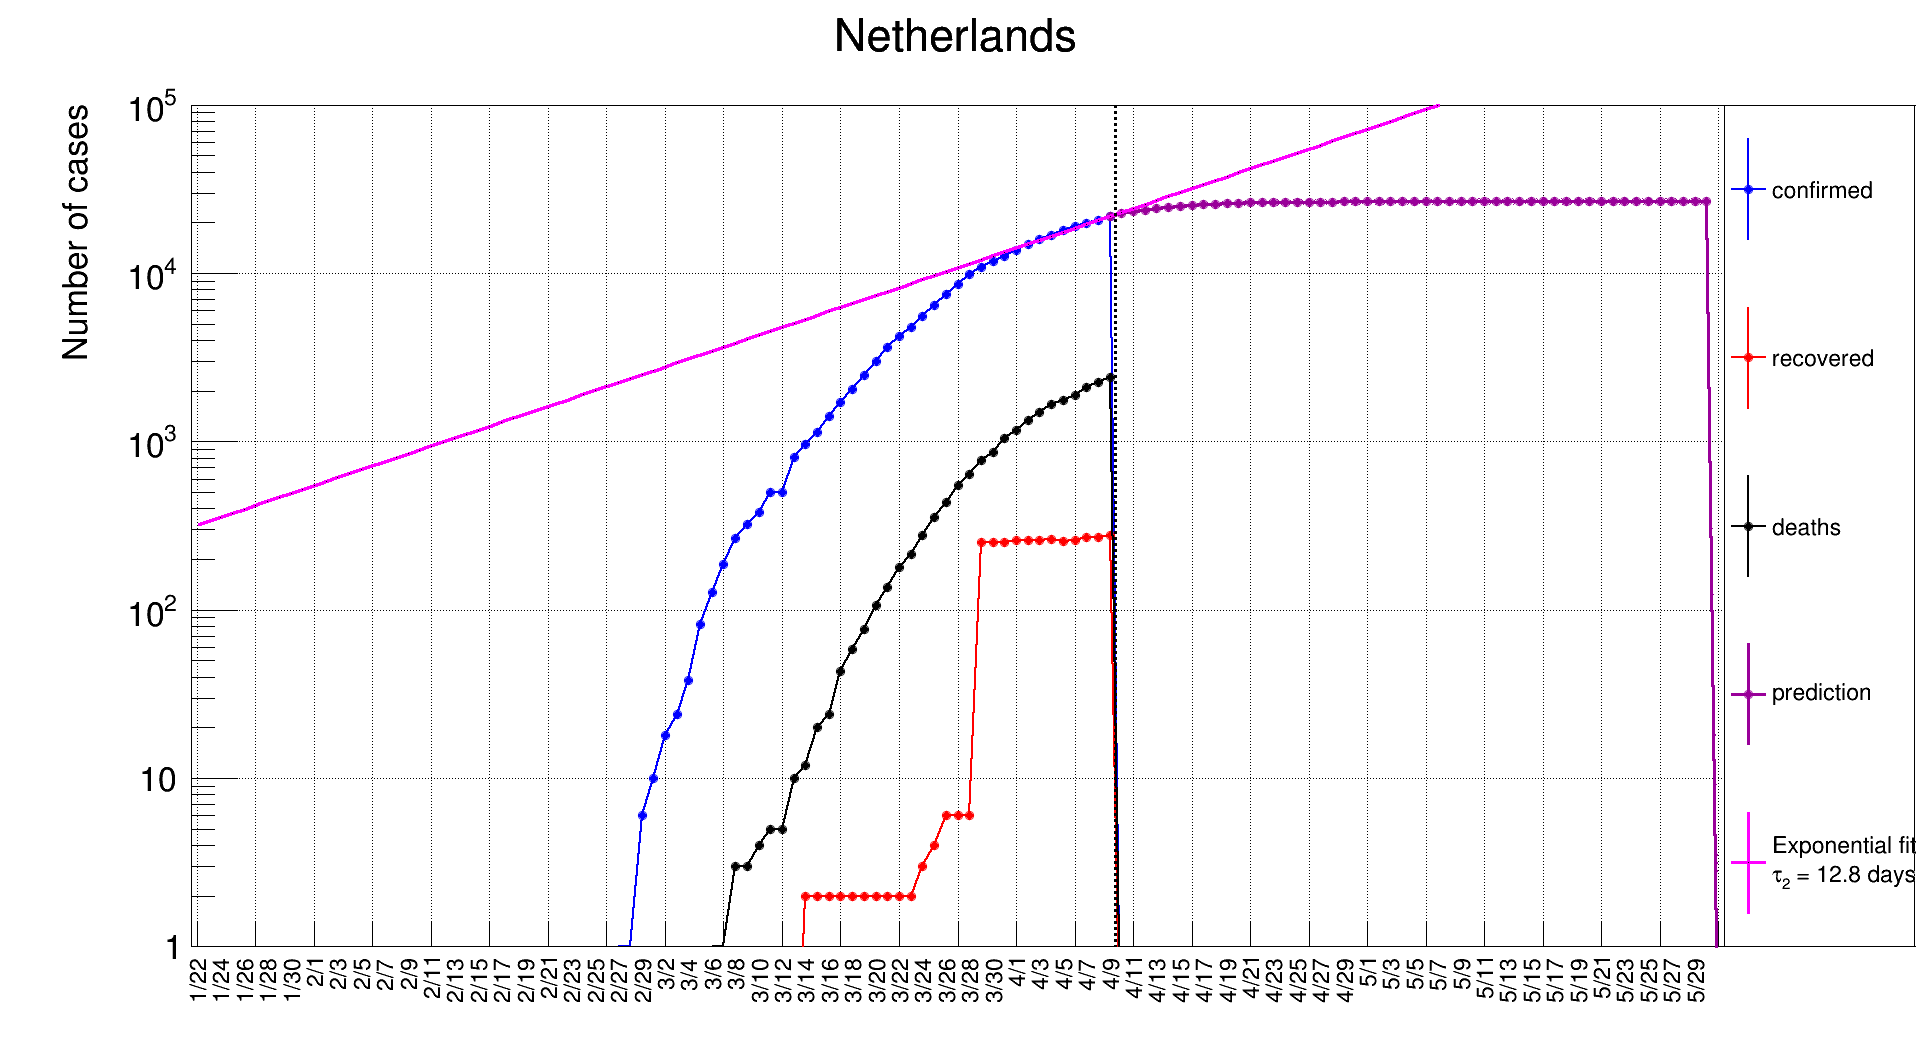 Netherlands
Number of cases
10^5
10^4
10^3
10^2
10
1
1/22 1/24 1/26 1/28 1/30 2/1 2/3 2/5 2/7 2/9 2/11 2/13 2/15 2/17 2/19 2/21 2/23 2/25 2/27 2/29 3/2 3/4 3/6 3/8 3/10 3/12 3/14 3/16 3/18 3/20 3/22 3/24 3/26 3/28 3/30 4/1 4/3 4/5 4/7 4/9 4/11 4/13 4/15 4/17 4/19 4/21 4/23 4/25 4/27 4/29 5/1 5/3 5/5 5/7 5/9 5/11 5/13 5/15 5/17 5/19 5/21 5/23 5/25 5/27 5/29
confirmed
recovered
deaths
prediction
Exponential fit
τ₂ = 12.8 days